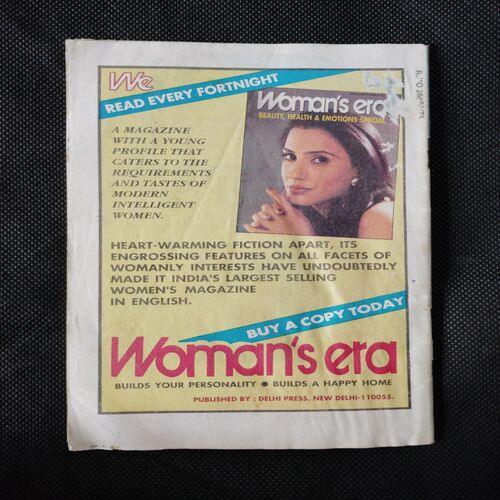 We
READ EVERY FORTNIGHT
Woman's era
BEAUTY, HEALTH & EMOTIONS SPECIAL
A MAGAZINE
WITH A YOUNG
PROFILE THAT
CATERS TO THE
REQUIREMENTS
AND TASTES OF
MODERN
INTELLIGENT
WOMEN.
HEART-WARMING FICTION APART, ITS
ENGROSSING FEATURES ON ALL FACETS OF
WOMANLY INTERESTS HAVE UNDOUBTEDLY
MADE IT INDIA'S LARGEST SELLING
WOMEN'S MAGAZINE
IN ENGLISH.
BUY A COPY TODAY
Woman's era
BUILDS YOUR PERSONALITY ● BUILDS A HAPPY HOME
PUBLISHED BY : DELHI PRESS, NEW DELHI-110055.